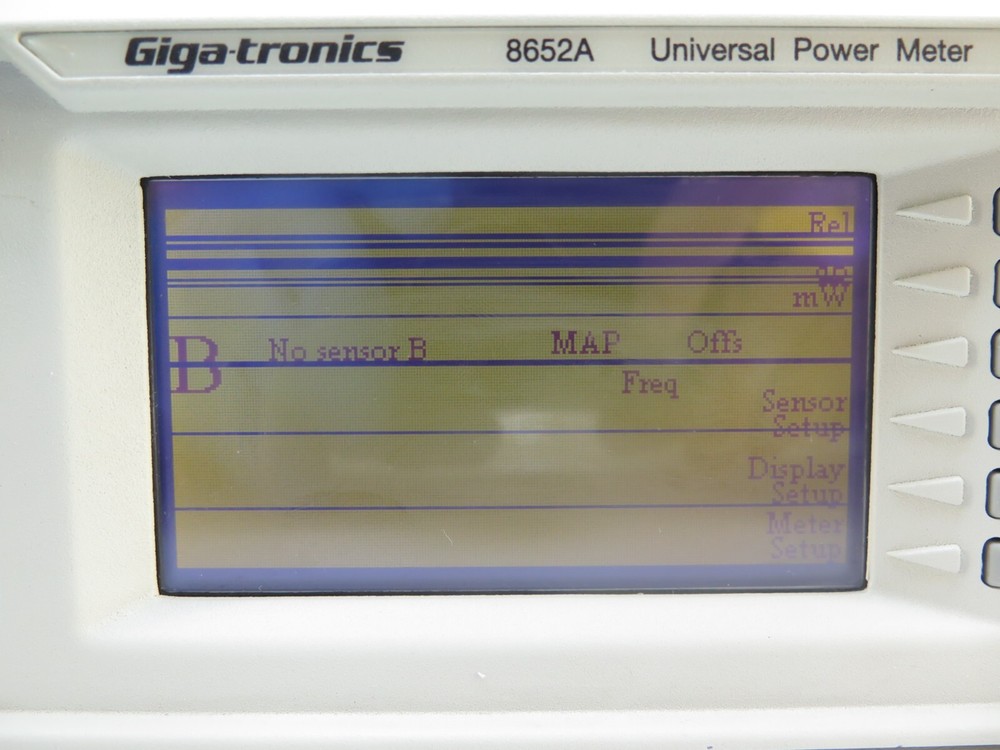 Giga-tronics 8652A Universal Power Meter
Rel
mW
B No sensor B MAP Offs
Freq
Sensor
Setup
Display
Setup
Meter
Setup